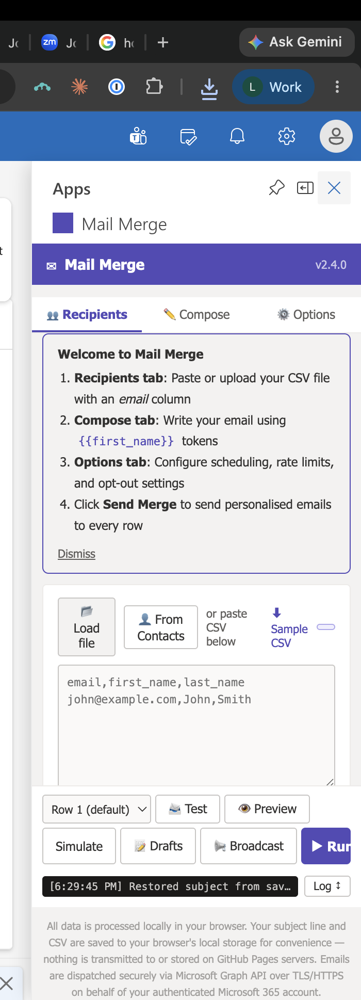 zm
Ask Gemini
L Work
T
Apps
Mail Merge
Mail Merge v2.4.0
Recipients Compose Options
Welcome to Mail Merge
1. Recipients tab: Paste or upload your CSV file
with an email column
2. Compose tab: Write your email using
{{first_name}} tokens
3. Options tab: Configure scheduling, rate limits,
and opt-out settings
4. Click Send Merge to send personalised emails
to every row
Dismiss
Load
file
From
Contacts
or paste
CSV
below
Sample
CSV
email,first_name,last_name
john@example.com,John,Smith
Row 1 (default) Test Preview
Simulate Drafts Broadcast Run
[6:29:45 PM] Restored subject from sav… Log ↕
All data is processed locally in your browser. Your subject line and
CSV are saved to your browser's local storage for convenience —
nothing is transmitted to or stored on GitHub Pages servers. Emails
are dispatched securely via Microsoft Graph API over TLS/HTTPS
on behalf of your authenticated Microsoft 365 account.